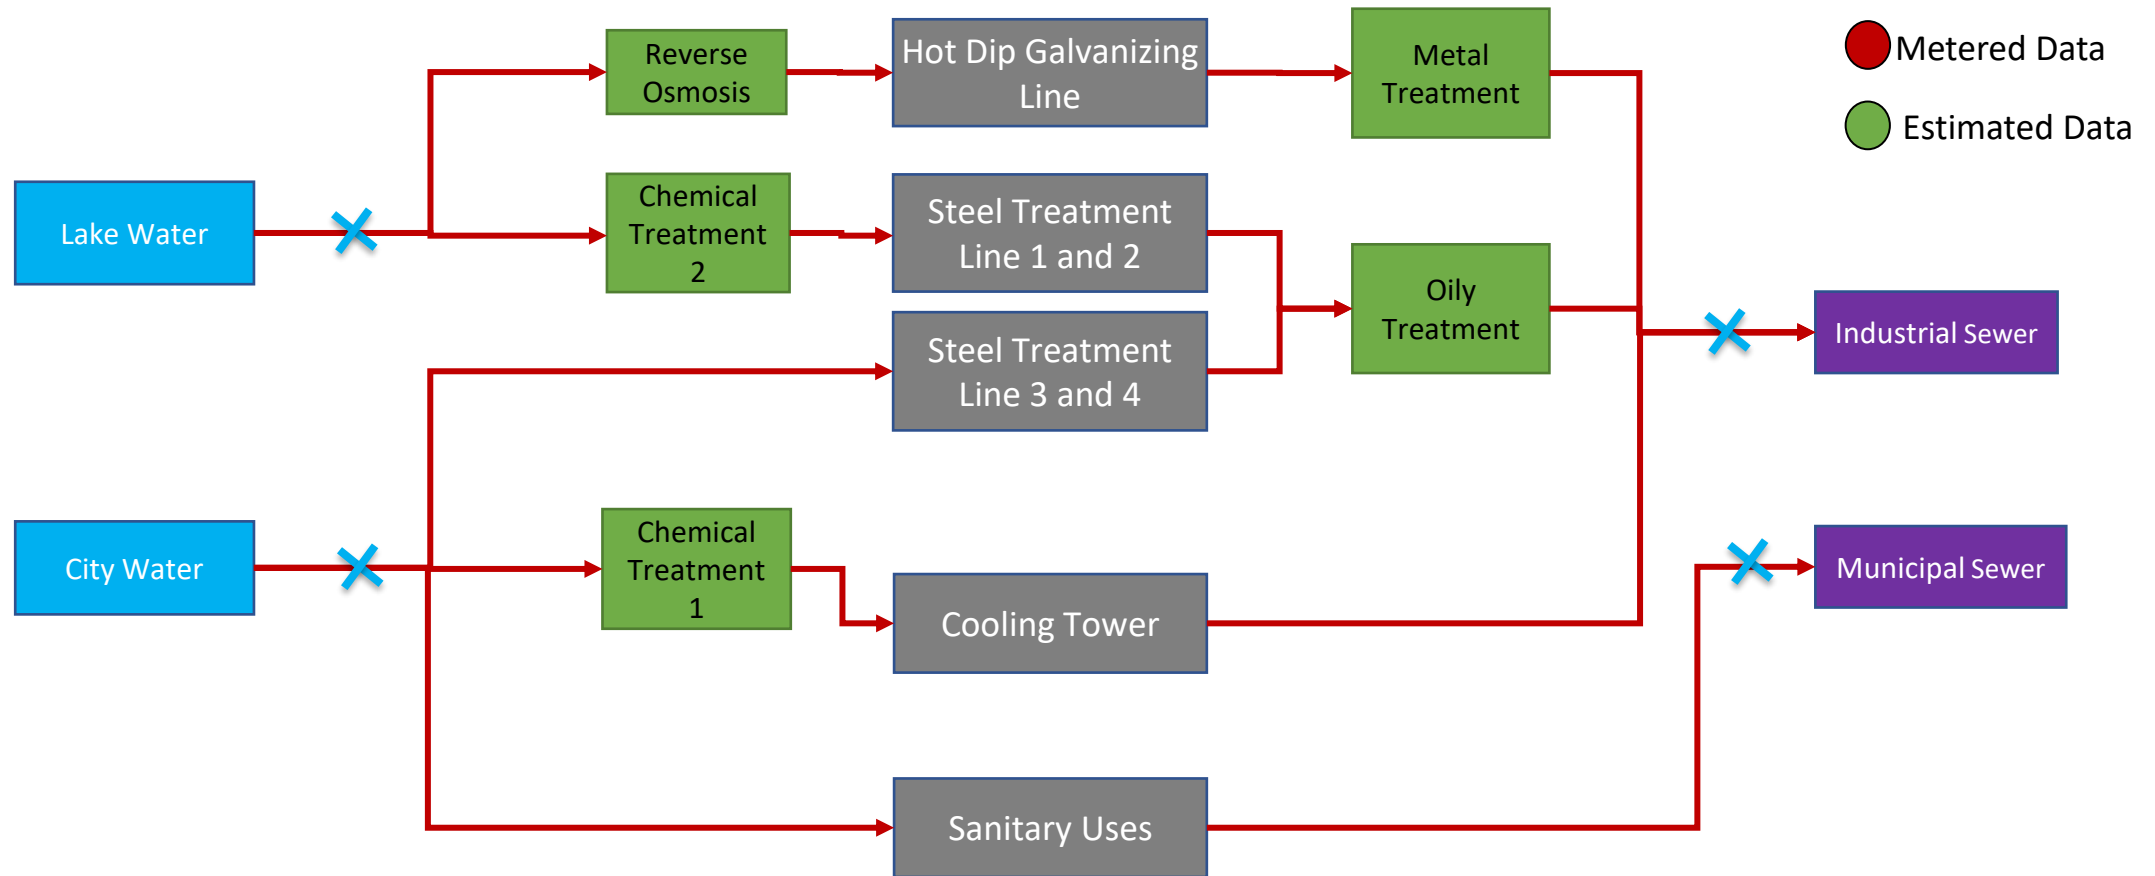 Reverse
Osmosis
Hot Dip Galvanizing
Line
Metal
Treatment
Metered Data
Estimated Data
Lake Water
Chemical
Treatment
2
Steel Treatment
Line 1 and 2
Oily
Treatment
Industrial Sewer
Steel Treatment
Line 3 and 4
City Water
Chemical
Treatment
1
Municipal Sewer
Cooling Tower
Sanitary Uses